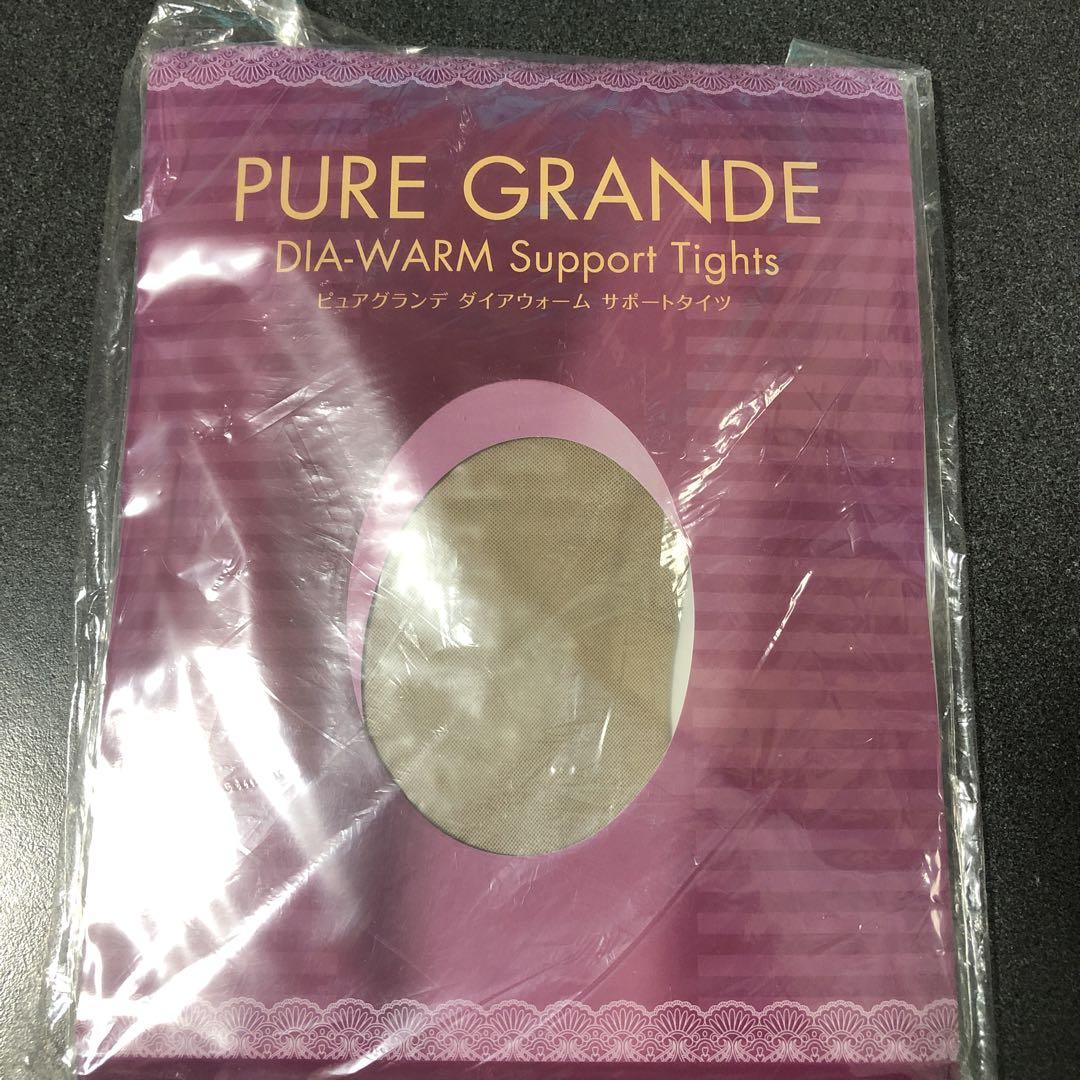 PURE GRANDE
DIA-WARM Support Tights
ピュアグランデ ダイアウォーム サポートタイツ